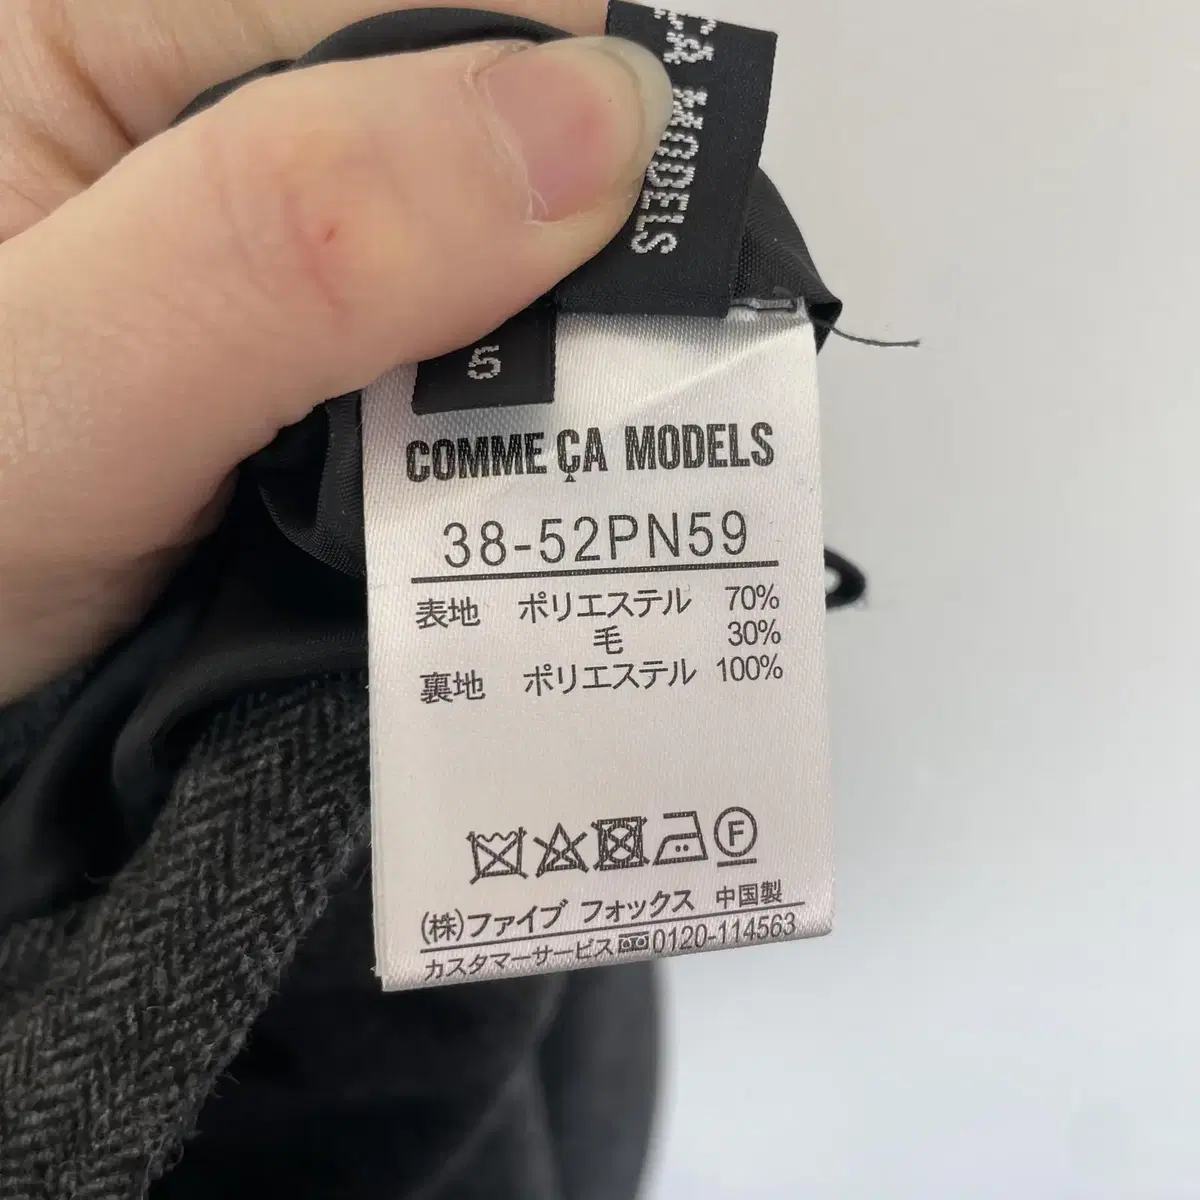 ÇA MODELS
5
COMME ÇA MODELS
38-52PN59
表地 ポリエステル 70%
毛 30%
裏地 ポリエステル 100%
F
(株)ファイブ フォックス 中国製
カスタマーサービス 0120-114563